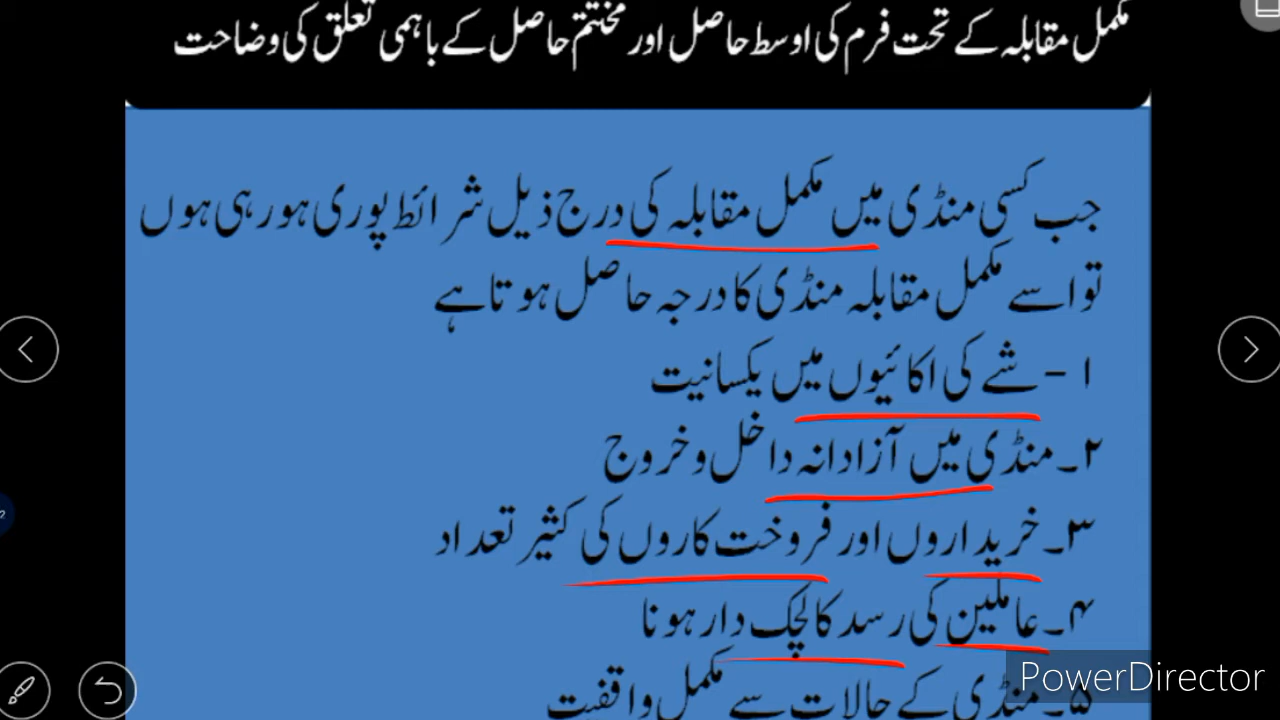 مکمل مقابلہ کے تحت فرم کی اوسط حاصل اور مختتم حاصل کے باہمی تعلق کی وضاحت
جب کسی منڈی میں مکمل مقابلہ کی درج ذیل شرائط پوری ہو رہی ہوں
تو اسے مکمل مقابلہ منڈی کا درجہ حاصل ہوتا ہے
۱- شے کی اکائیوں میں یکسانیت
۲۔ منڈی میں آزادانہ داخل و خروج
۳۔ خریداروں اور فروخت کاروں کی کثیر تعداد
۴۔ عاملین کی رسد کا لچک دار ہونا
۵۔ منڈی کے حالات سے مکمل واقفیت
PowerDirector